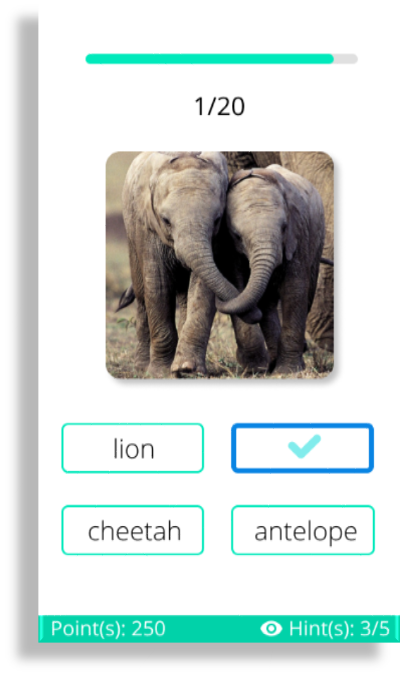 1/20
lion
cheetah antelope
Point(s): 250 Hint(s): 3/5